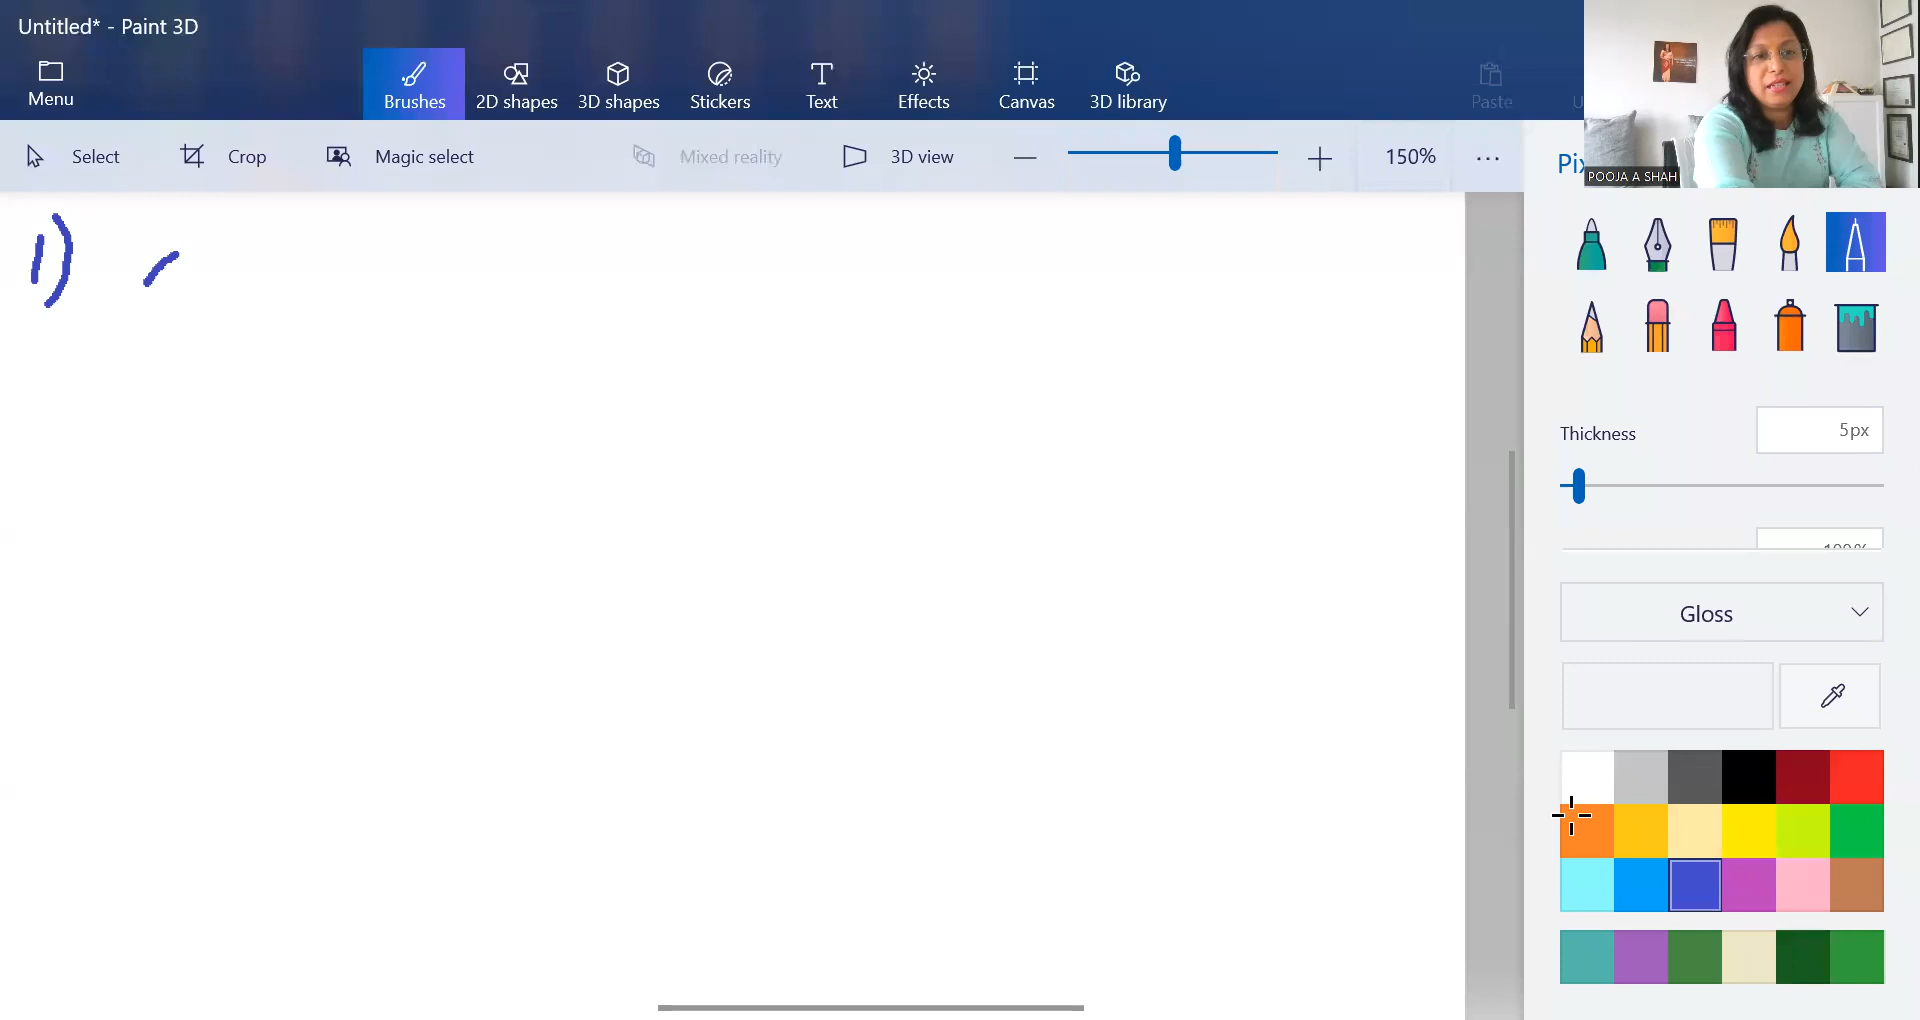 Untitled* - Paint 3D
Menu
Brushes
2D shapes
3D shapes
Stickers
Text
Effects
Canvas
3D library
Paste
Select
Crop
Magic select
Mixed reality
3D view
150%
POOJA A SHAH
1)
Thickness
5px
Gloss